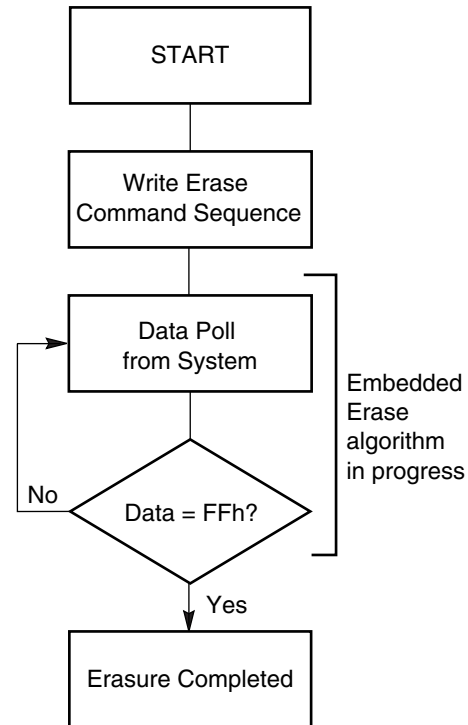 START
Write Erase
Command Sequence
Data Poll
from System
Embedded
Erase
algorithm
in progress
No
Data = FFh?
Yes
Erasure Completed